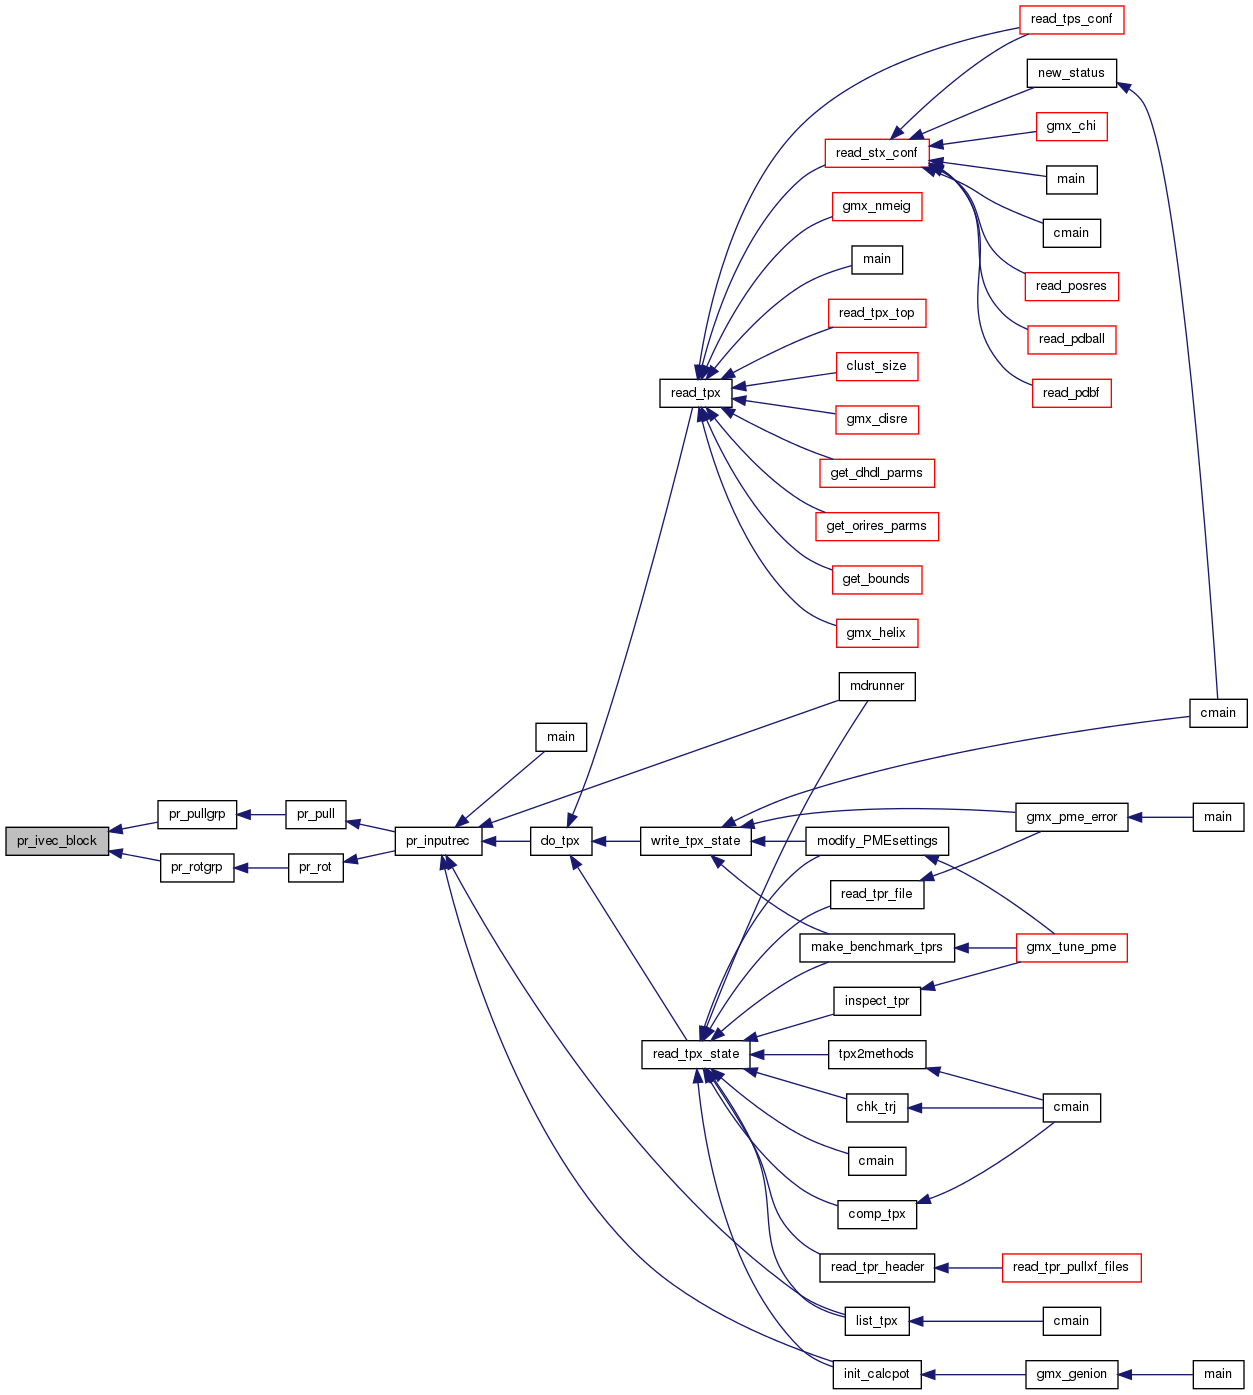 read_tps_conf
new_status
gmx_chi
read_stx_conf
main
gmx_nmeig
cmain
main
read_posres
read_tpx_top
read_pdball
clust_size
read_tpx
read_pdbf
gmx_disre
get_dhdl_parms
get_orires_parms
get_bounds
gmx_helix
mdrunner
cmain
main
pr_pullgrp
pr_pull
gmx_pme_error
main
pr_ivec_block
pr_inputrec
do_tpx
write_tpx_state
modify_PMEsettings
pr_rotgrp
pr_rot
read_tpr_file
make_benchmark_tprs
gmx_tune_pme
inspect_tpr
read_tpx_state
tpx2methods
chk_trj
cmain
cmain
comp_tpx
read_tpr_header
read_tpr_pullxf_files
list_tpx
cmain
init_calcpot
gmx_genion
main